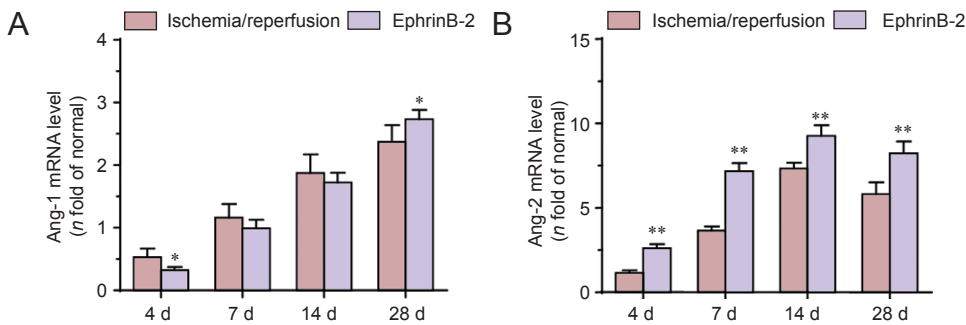 A
Ischemia/reperfusion
EphrinB-2
Ang-1 mRNA level
(n fold of normal)
4
3
2
1
0
*
*
4 d
7 d
14 d
28 d
B
Ischemia/reperfusion
EphrinB-2
Ang-2 mRNA level
(n fold of normal)
15
10
5
0
**
**
**
**
4 d
7 d
14 d
28 d